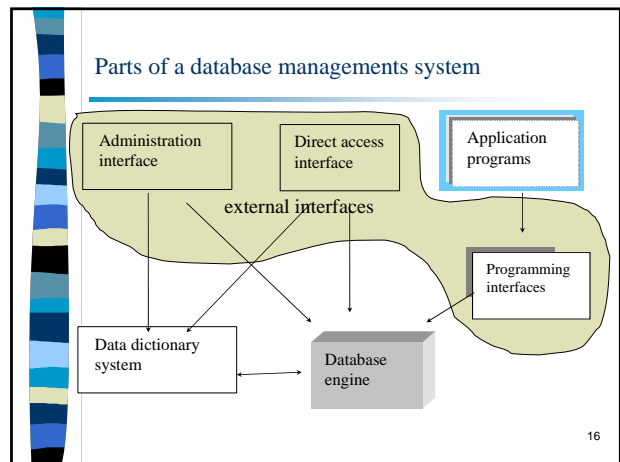 Parts of a database managements system
Administration
interface
Direct access
interface
Application
programs
external interfaces
Programming
interfaces
Data dictionary
system
Database
engine
16